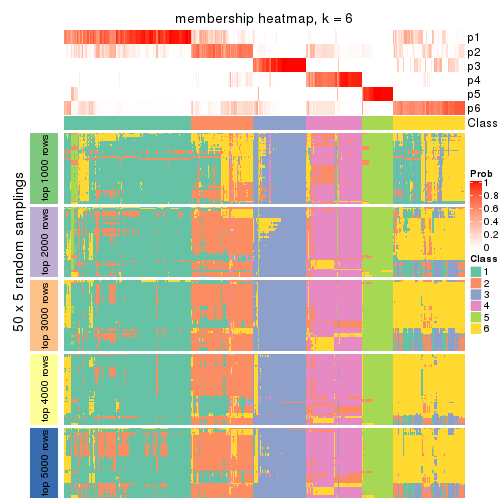 membership heatmap, k = 6
p1
p2
p3
p4
p5
p6
Class
50 x 5 random samplings
top 1000 rows
top 2000 rows
top 3000 rows
top 4000 rows
top 5000 rows
Prob
1
0.8
0.6
0.4
0.2
0
Class
1
2
3
4
5
6